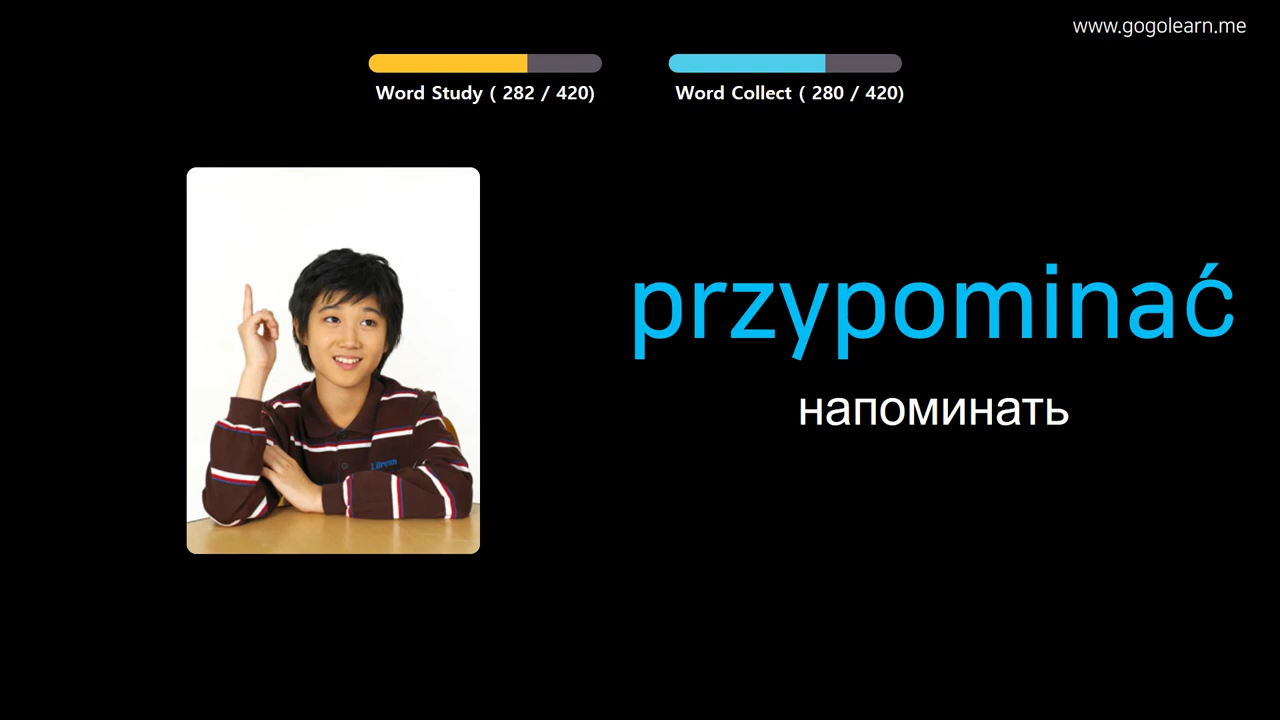 www.gogolearn.me
Word Study ( 282 / 420)
Word Collect ( 280 / 420)
przypominać
напоминать